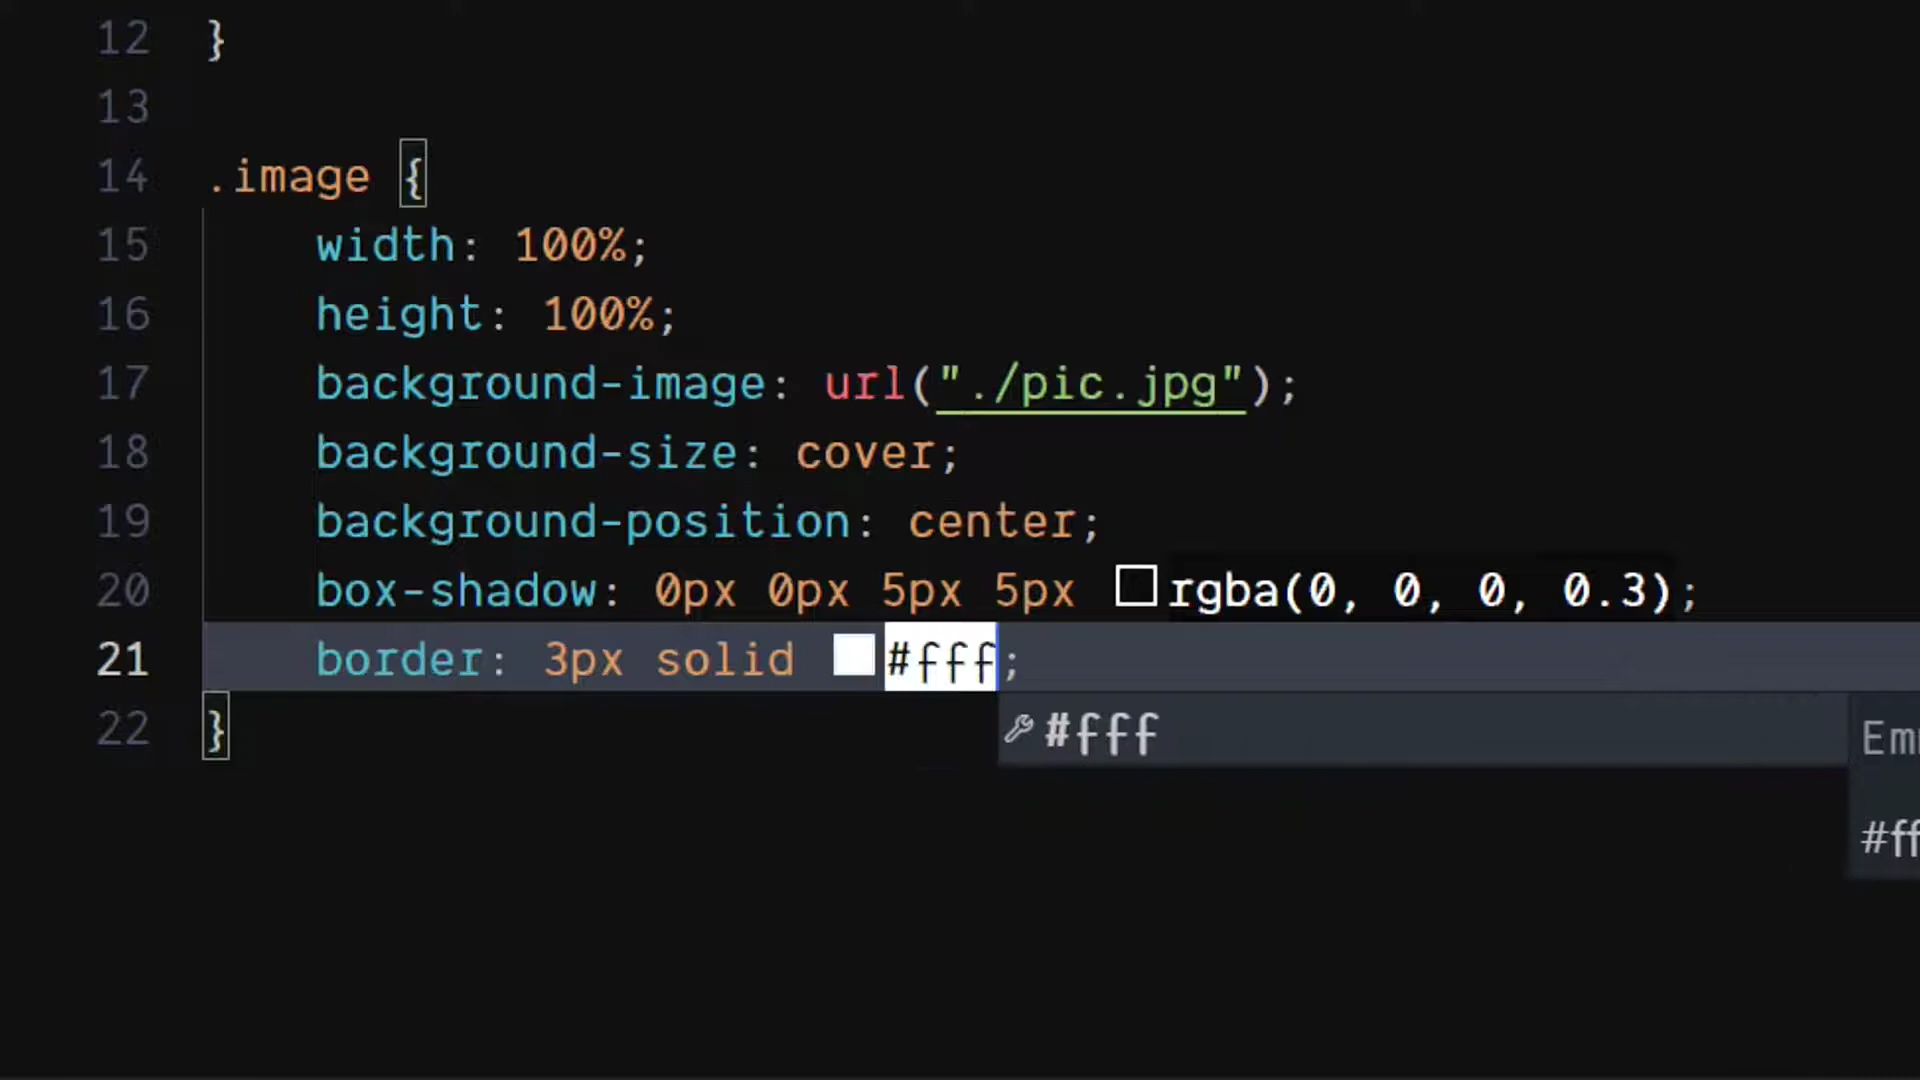 12 }
13
14 .image {
15 width: 100%;
16 height: 100%;
17 background-image: url("./pic.jpg");
18 background-size: cover;
19 background-position: center;
20 box-shadow: 0px 0px 5px 5px rgba(0, 0, 0, 0.3);
21 border: 3px solid #fff;
22 }
#fff